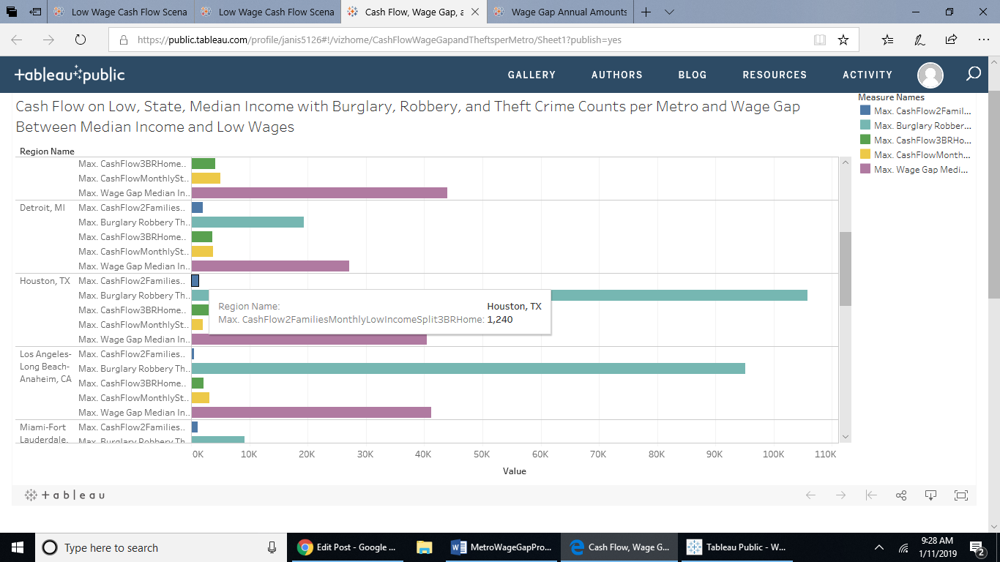 Low Wage Cash Flow Scena
Low Wage Cash Flow Scena
Cash Flow, Wage Gap, a
Wage Gap Annual Amounts
https://public.tableau.com/profile/janis5126#!/vizhome/CashFlowWageGapandTheftsperMetro/Sheet1?publish=yes
+ableau+public
GALLERY AUTHORS BLOG RESOURCES ACTIVITY
Cash Flow on Low, State, Median Income with Burglary, Robbery, and Theft Crime Counts per Metro and Wage Gap
Between Median Income and Low Wages
Measure Names
Max. CashFlow2Famil...
Max. Burglary Robber...
Max. CashFlow3BRHo...
Max. CashFlowMonth...
Max. Wage Gap Medi...
Region Name
Max. CashFlow3BRHome..
Max. CashFlowMonthlySt..
Max. Wage Gap Median In..
Detroit, MI
Max. CashFlow2Families..
Max. Burglary Robbery Th..
Max. CashFlow3BRHome..
Max. CashFlowMonthlySt..
Max. Wage Gap Median In..
Houston, TX
Max. CashFlow2Families..
Max. Burglary Robbery Th..
Max. CashFlow3BRHome..
Max. CashFlowMonthlySt..
Max. Wage Gap Median In..
Region Name: Houston, TX
Max. CashFlow2FamiliesMonthlyLowIncomeSplit3BRHome: 1,240
Los Angeles-
Long Beach-
Anaheim, CA
Max. CashFlow2Families..
Max. Burglary Robbery Th..
Max. CashFlow3BRHome..
Max. CashFlowMonthlySt..
Max. Wage Gap Median In..
Miami-Fort
Lauderdale,
Max. CashFlow2Families..
Max. Burglary Robbery Th..
0K 10K 20K 30K 40K 50K 60K 70K 80K 90K 100K 110K
Value
+ableau
Type here to search
Edit Post - Google ...
MetroWageGapPro...
Cash Flow, Wage G...
Tableau Public - W...
9:28 AM
1/11/2019
2